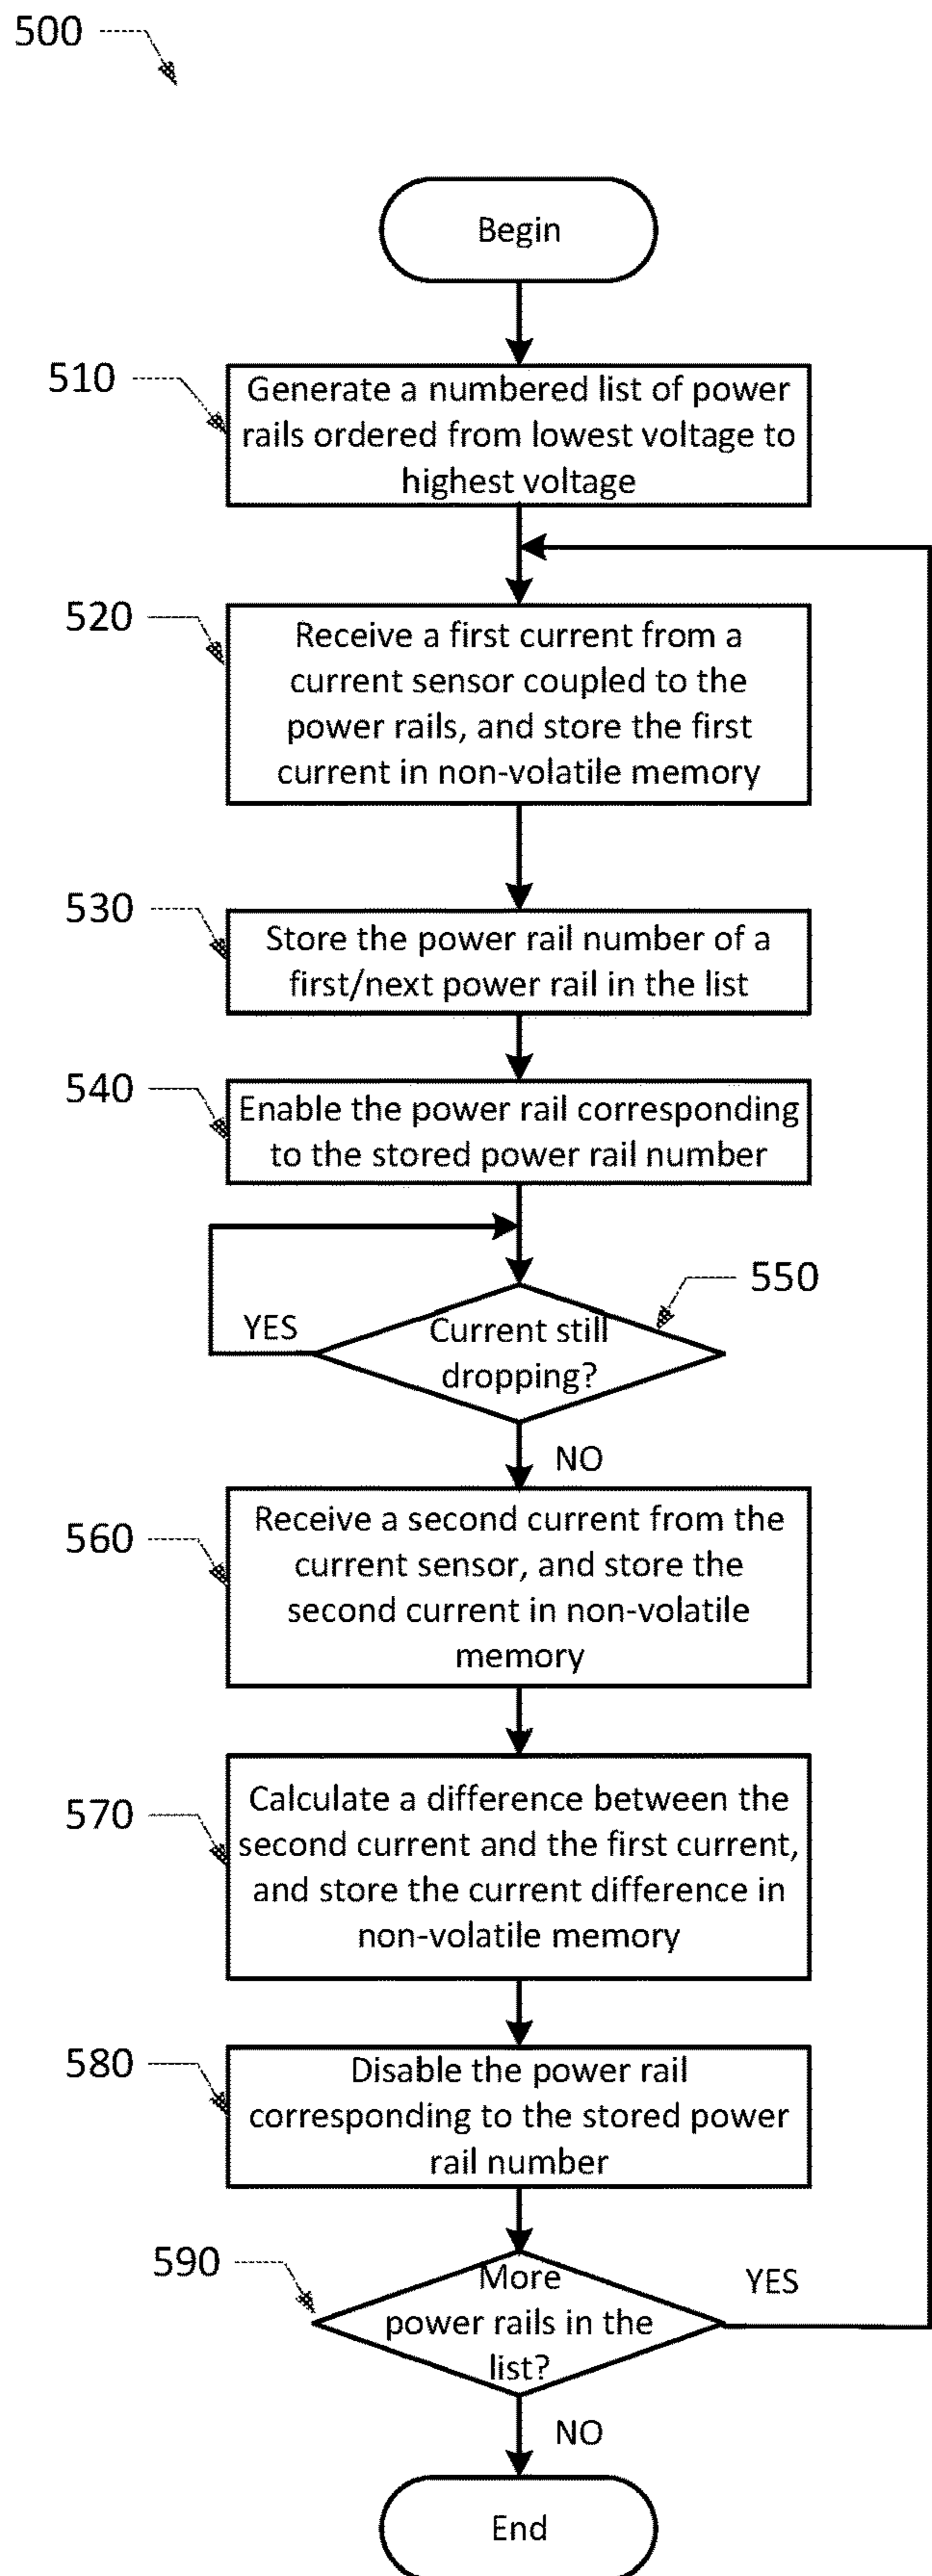 500
Begin
510
Generate a numbered list of power
rails ordered from lowest voltage to
highest voltage
520
Receive a first current from a
current sensor coupled to the
power rails, and store the first
current in non-volatile memory
530
Store the power rail number of a
first/next power rail in the list
540
Enable the power rail corresponding
to the stored power rail number
550
YES
Current still
dropping?
NO
560
Receive a second current from the
current sensor, and store the
second current in non-volatile
memory
570
Calculate a difference between the
second current and the first current,
and store the current difference in
non-volatile memory
580
Disable the power rail
corresponding to the stored power
rail number
590
More
power rails in the
list?
YES
NO
End